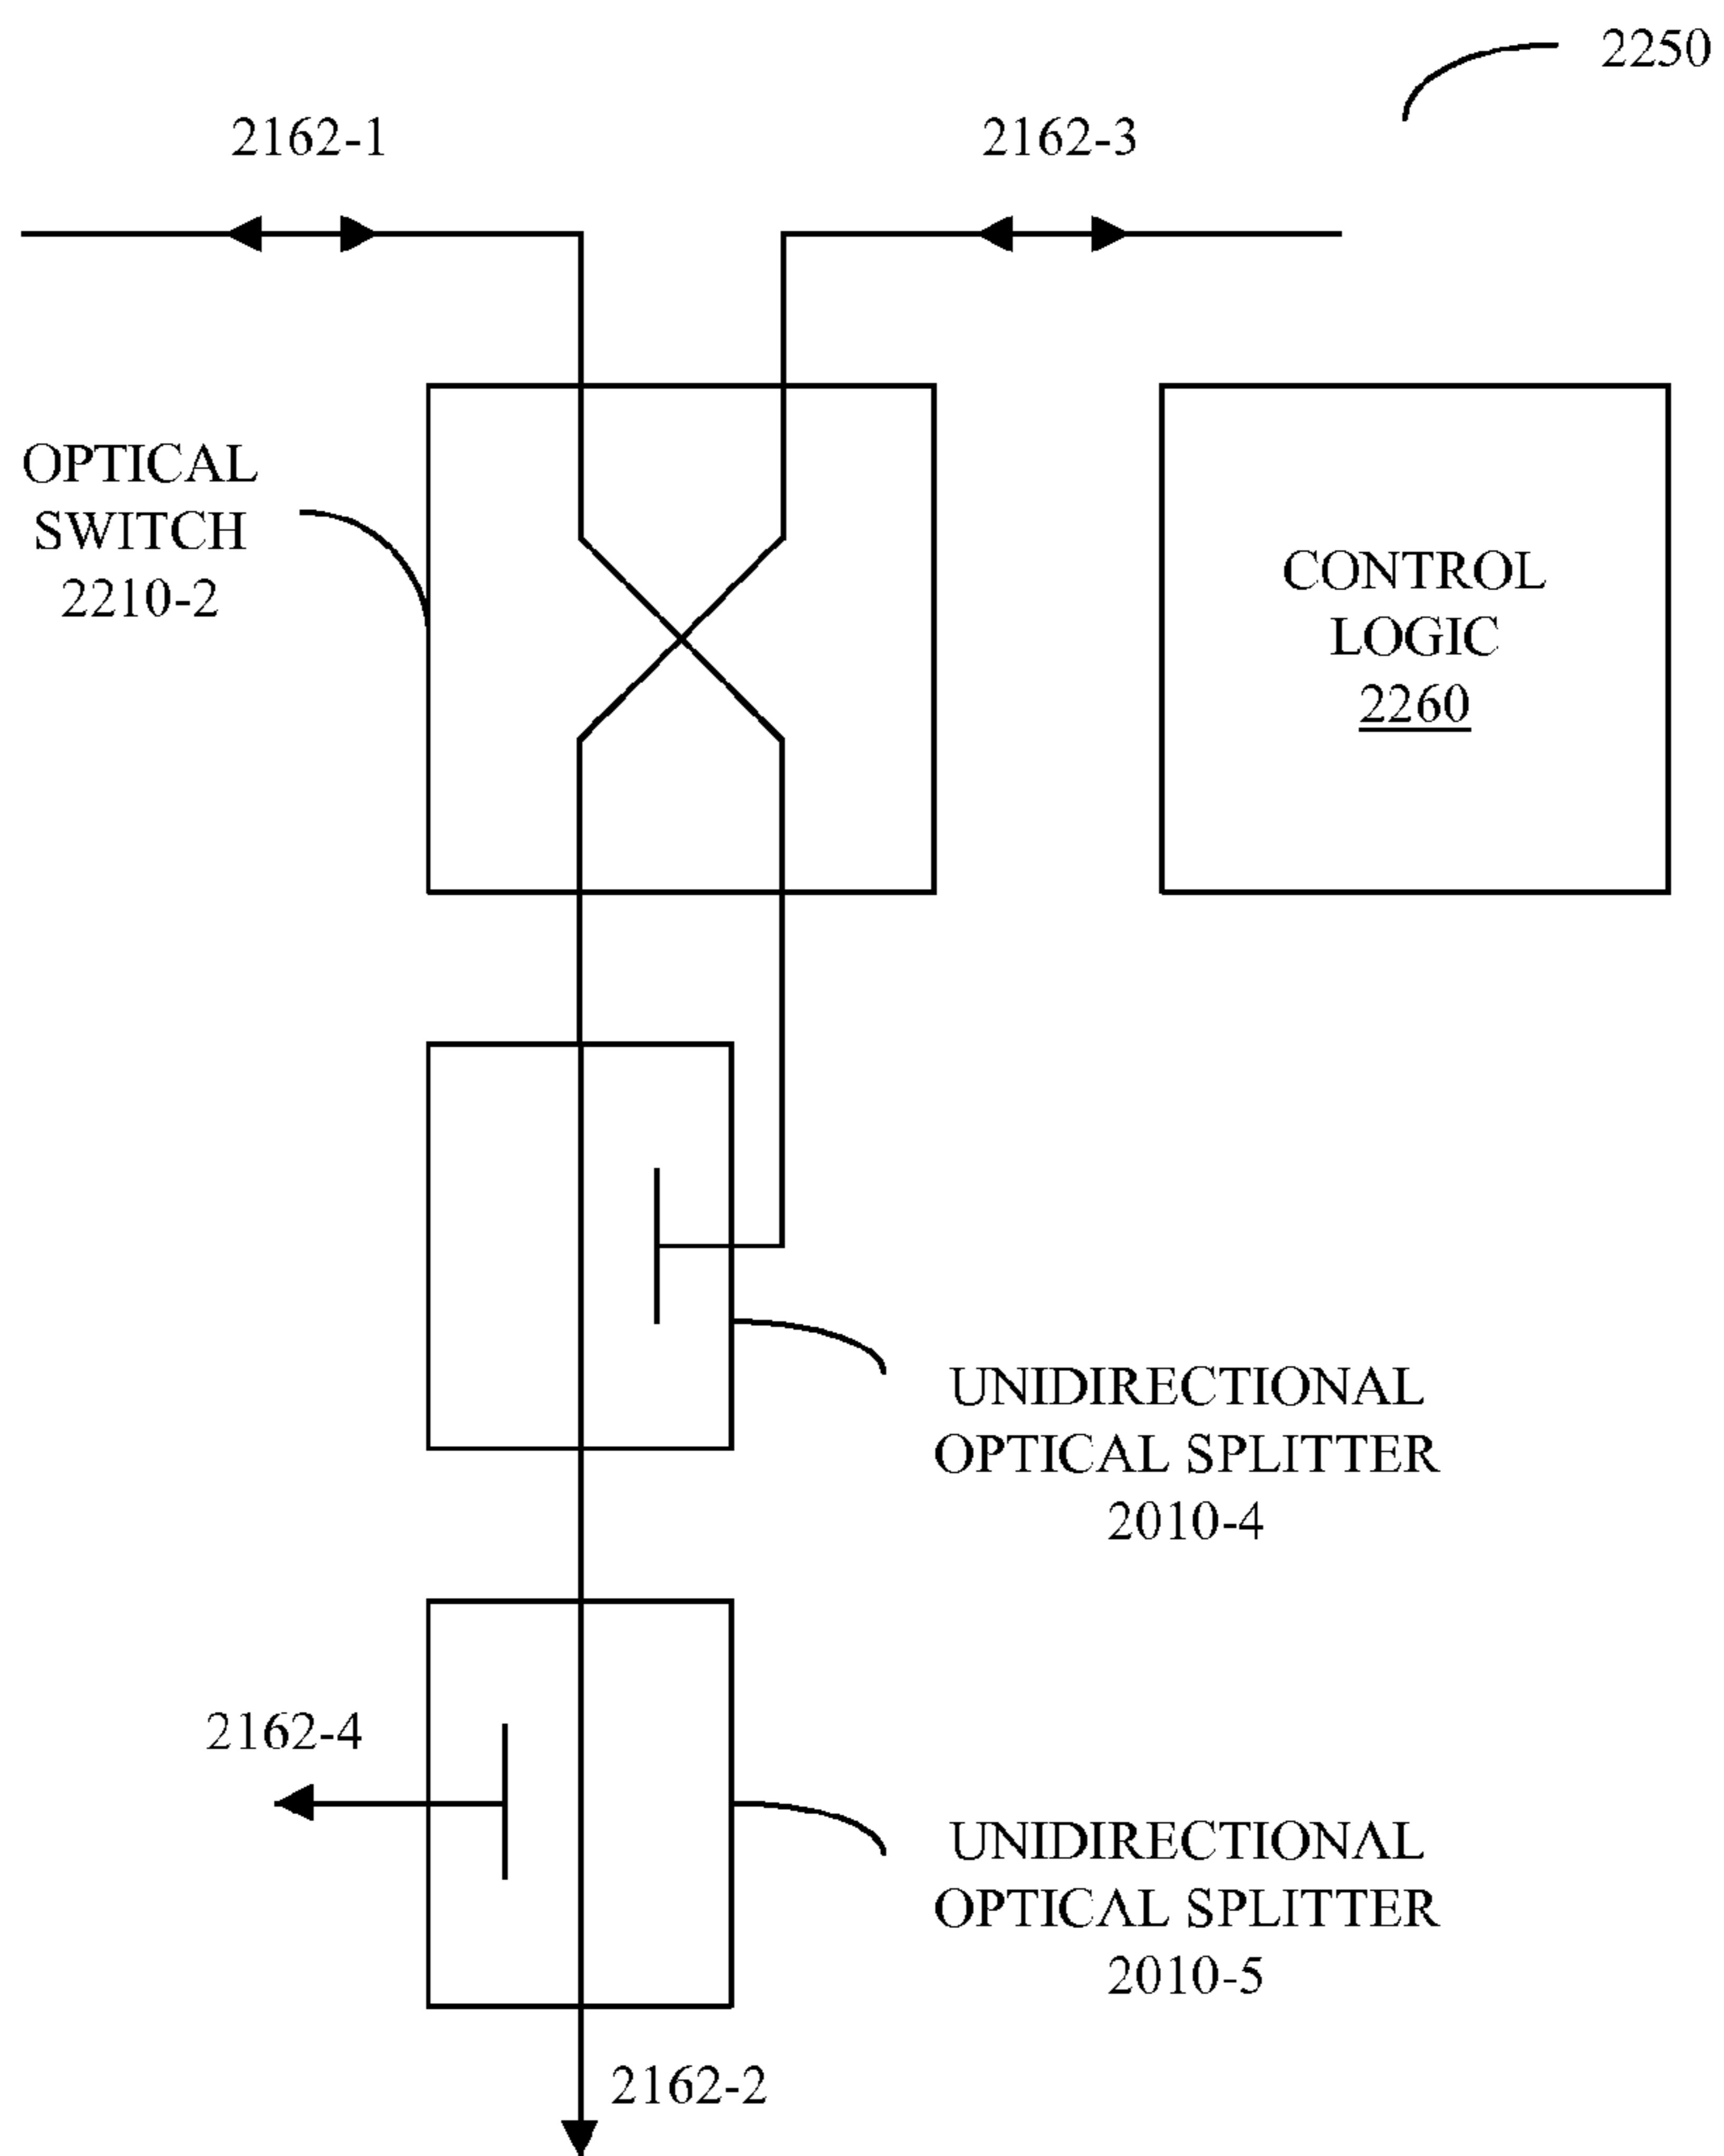 2250
2162-1
2162-3
OPTICAL
SWITCH
2210-2
CONTROL
LOGIC
2260
UNIDIRECTIONAL
OPTICAL SPLITTER
2010-4
2162-4
UNIDIRECTIONAL
OPTICAL SPLITTER
2010-5
2162-2